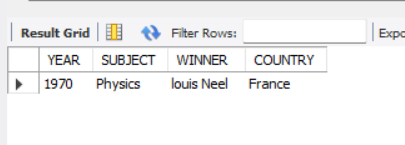 Result Grid Filter Rows: Expo
YEAR SUBJECT WINNER COUNTRY
1970 Physics louis Neel France